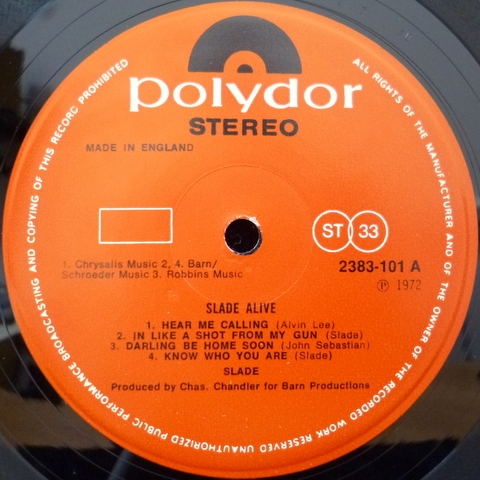 polydor
STEREO
MADE IN ENGLAND
ALL RIGHTS OF THE MANUFACTURER AND OF THE OWNER OF THE RECORDED WORK RESERVED UNAUTHORIZED PUBLIC PERFORMANCE BROADCASTING AND COPYING OF THIS RECORD PROHIBITED
ST 33
1. Chrysalis Music 2, 4. Barn/
Schroeder Music 3. Robbins Music
2383-101 A
Ⓟ 1972
SLADE ALIVE
1. HEAR ME CALLING (Alvin Lee)
2. IN LIKE A SHOT FROM MY GUN (Slade)
3. DARLING BE HOME SOON (John Sebastian)
4. KNOW WHO YOU ARE (Slade)
SLADE
Produced by Chas. Chandler for Barn Productions